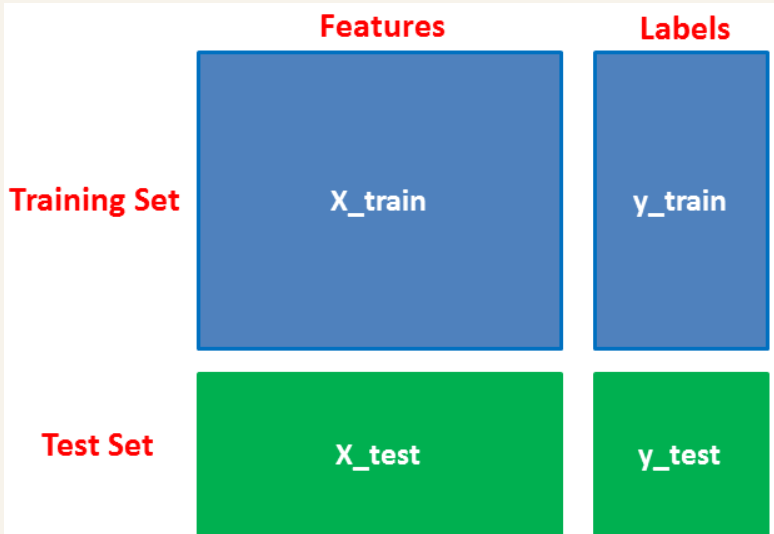 Features
Labels
Training Set
X_train
y_train
Test Set
X_test
y_test